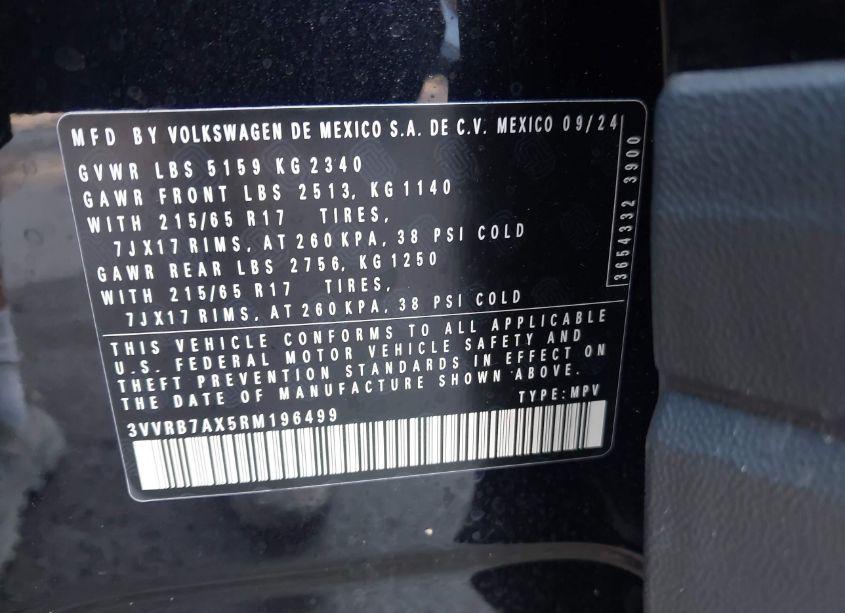 MFD BY VOLKSWAGEN DE MEXICO S.A. DE C.V. MEXICO 09/24
GVWR LBS 5159 KG 2340
GAWR FRONT LBS 2513, KG 1140
WITH 215/65 R17 TIRES,
7JX17 RIMS, AT 260 KPA, 38 PSI COLD
GAWR REAR LBS 2756, KG 1250
WITH 215/65 R17 TIRES,
7JX17 RIMS, AT 260 KPA, 38 PSI COLD
THIS VEHICLE CONFORMS TO ALL APPLICABLE
U.S. FEDERAL MOTOR VEHICLE SAFETY AND
THEFT PREVENTION STANDARDS IN EFFECT ON
THE DATE OF MANUFACTURE SHOWN ABOVE.
TYPE: MPV
3VVRB7AX5RM196499
3654332 3900